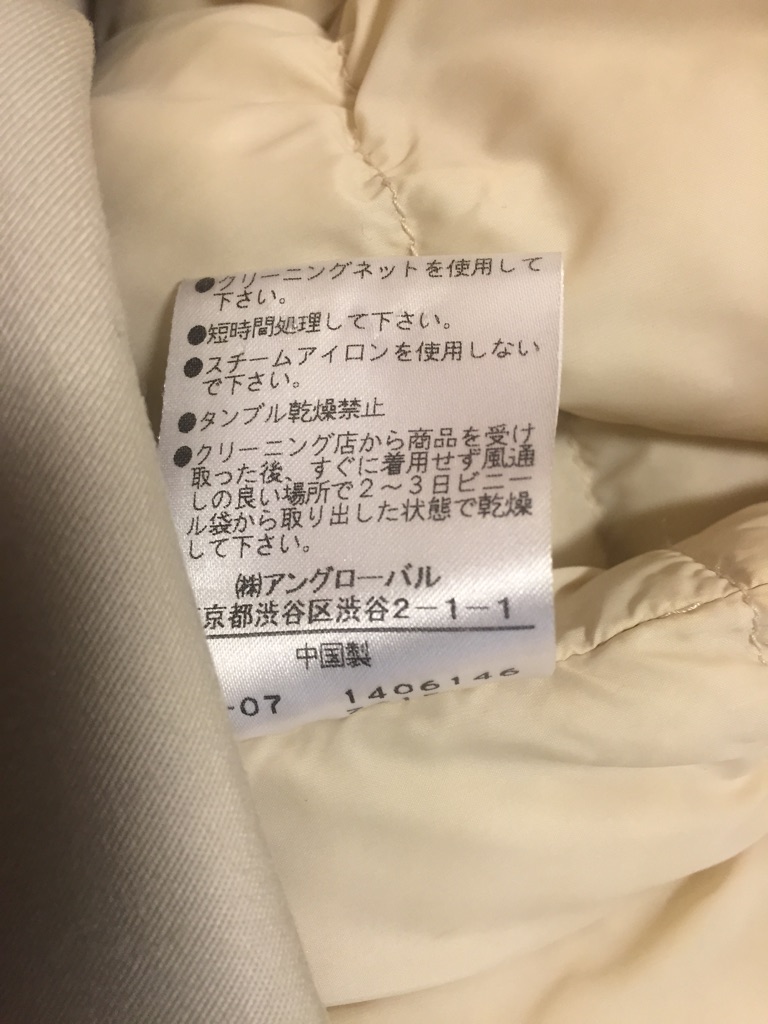 ●クリーニングネットを使用して
下さい。
●短時間処理して下さい。
●スチームアイロンを使用しない
で下さい。
●タンブル乾燥禁止
●クリーニング店から商品を受け
取った後、すぐに着用せず風通
しの良い場所で2〜3日ビニー
ル袋から取り出した状態で乾燥
して下さい。
㈱アングローバル
京都渋谷区渋谷2-1-1
中国製
-07 1406146